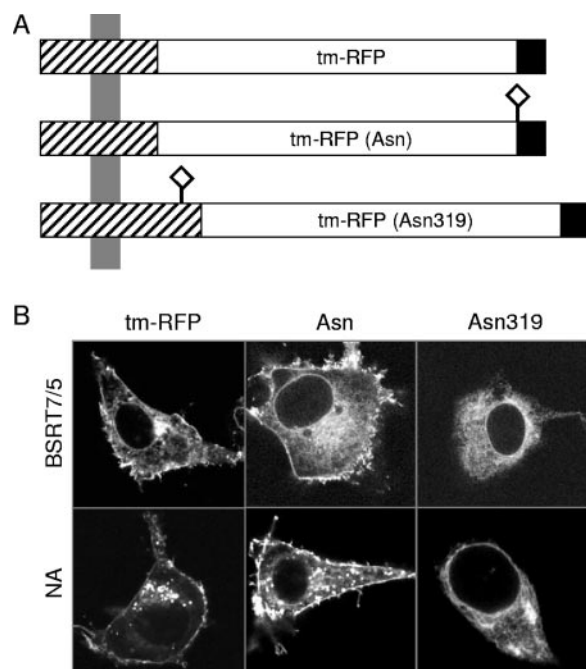 A
tm-RFP
tm-RFP (Asn)
tm-RFP (Asn319)
B
tm-RFP Asn Asn319
BSRT7/5
NA